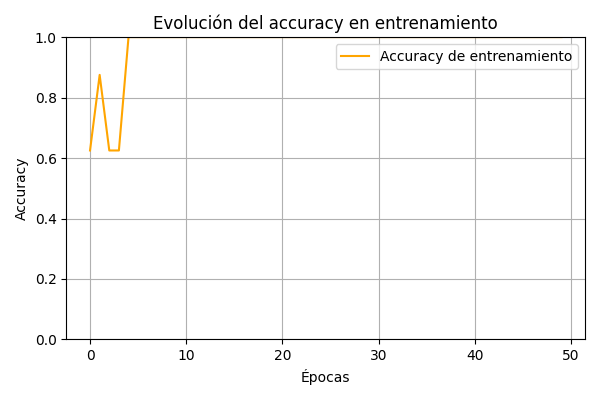 Evolución del accuracy en entrenamiento
1.0
Accuracy de entrenamiento
0.8
0.6
0.4
0.2
0.0
Accuracy
0 10 20 30 40 50
Épocas